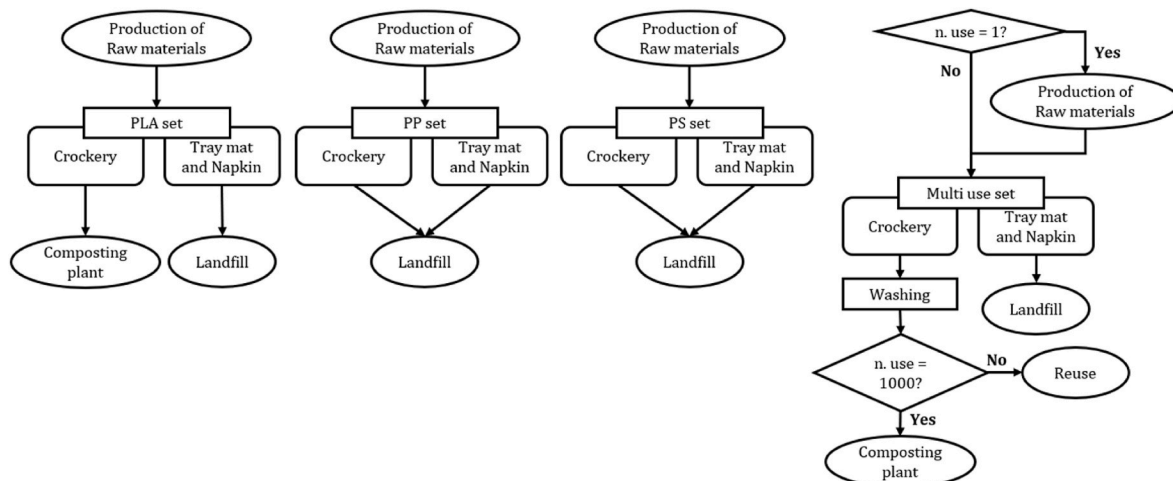 Production of
Raw materials
PLA set
Crockery
Tray mat
and Napkin
Composting
plant
Landfill
Production of
Raw materials
PP set
Crockery
Tray mat
and Napkin
Landfill
Production of
Raw materials
PS set
Crockery
Tray mat
and Napkin
Landfill
n. use = 1?
Yes
No
Production of
Raw materials
Multi use set
Crockery
Tray mat
and Napkin
Washing
Landfill
n. use =
1000?
No
Reuse
Yes
Composting
plant